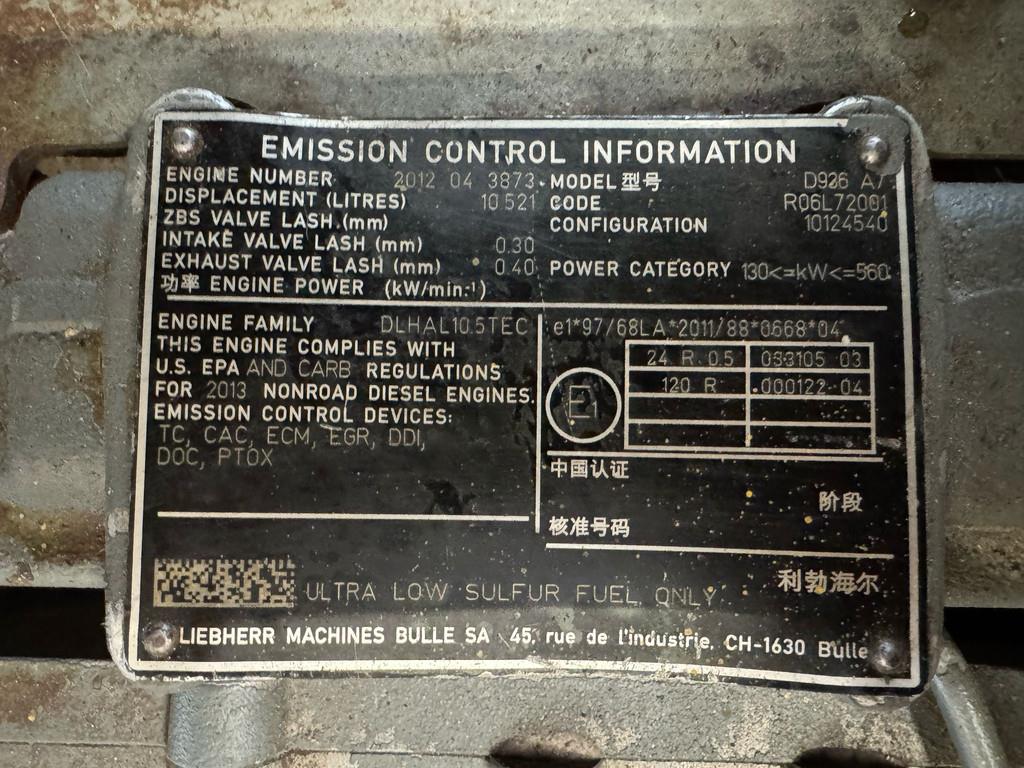 EMISSION CONTROL INFORMATION
ENGINE NUMBER 2012 04 3873 MODEL 型号 D936 A7
DISPLACEMENT (LITRES) 10.521 CODE R06L72001
ZBS VALVE LASH (mm) CONFIGURATION 10124540
INTAKE VALVE LASH (mm) 0.30
EXHAUST VALVE LASH (mm) 0.40 POWER CATEGORY 130<=kW<=560
功率 ENGINE POWER (kW/min-¹)
ENGINE FAMILY DLHAL10.5TEC
THIS ENGINE COMPLIES WITH
U.S. EPA AND CARB REGULATIONS
FOR 2013 NONROAD DIESEL ENGINES.
EMISSION CONTROL DEVICES:
TC, CAC, ECM, EGR, DDI,
DOC, PTOX
e1*97/68LA*2011/88*0668*04
24 R 0.5 033105 03
120 R 000122 04
E1
中国认证
阶段
核准号码
ULTRA LOW SULFUR FUEL ONLY
利勃海尔
LIEBHERR MACHINES BULLE SA 45, rue de l'industrie, CH-1630 Bulle